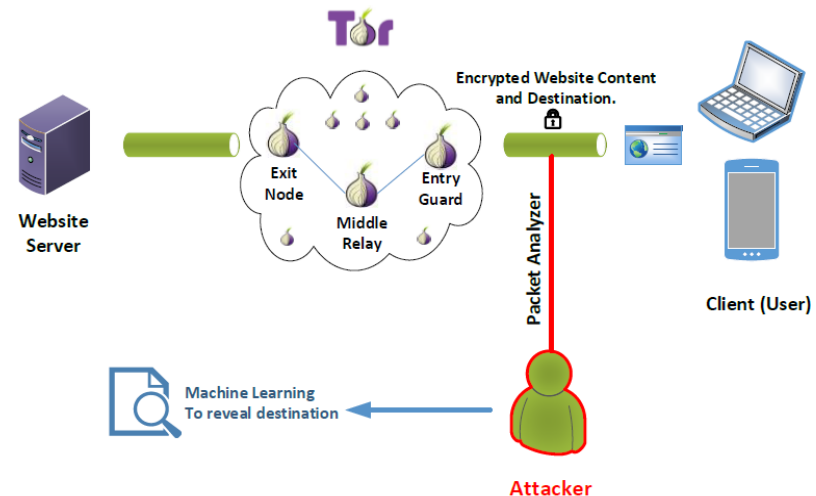 Tor
Encrypted Website Content
and Destination.
Exit
Node
Entry
Guard
Middle
Relay
Website
Server
Packet Analyzer
Client (User)
Machine Learning
To reveal destination
Attacker